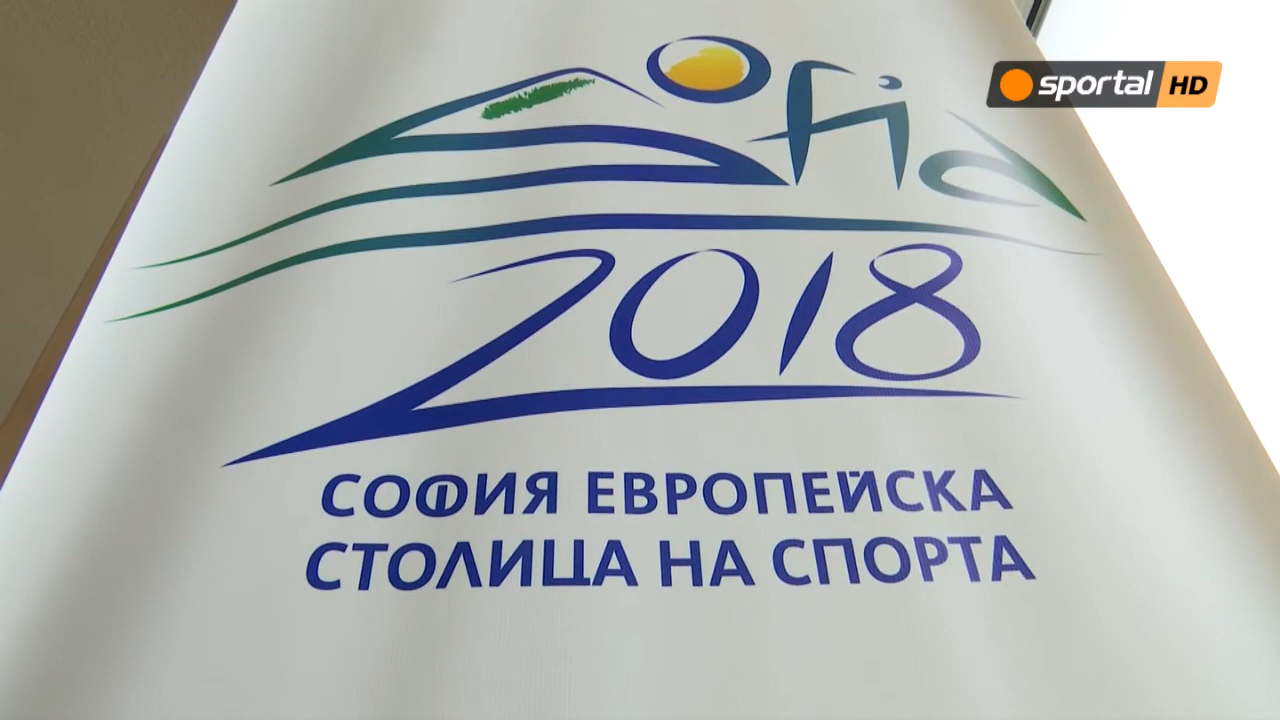 sportal HD
Sofia
2018
СОФИЯ ЕВРОПЕЙСКА
СТОЛИЦА НА СПОРТА